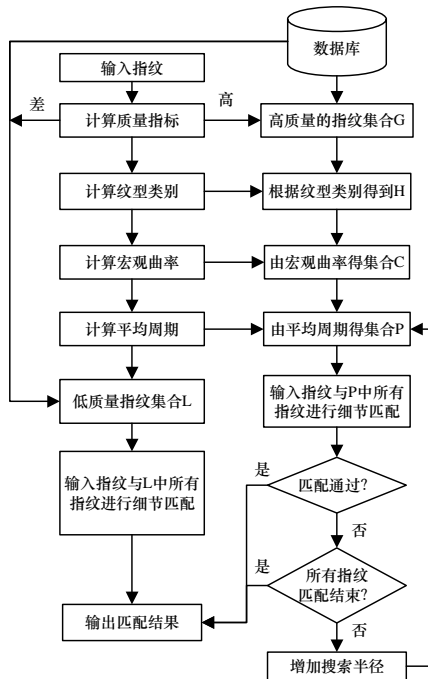 数据库
输入指纹
差
高
计算质量指标
高质量的指纹集合G
计算纹型类别
根据纹型类别得到H
计算宏观曲率
由宏观曲率得集合C
计算平均周期
由平均周期得集合P
低质量指纹集合L
输入指纹与P中所有
指纹进行细节匹配
输入指纹与L中所有
指纹进行细节匹配
是
匹配通过?
否
是
所有指纹
匹配结束?
输出匹配结果
否
增加搜索半径